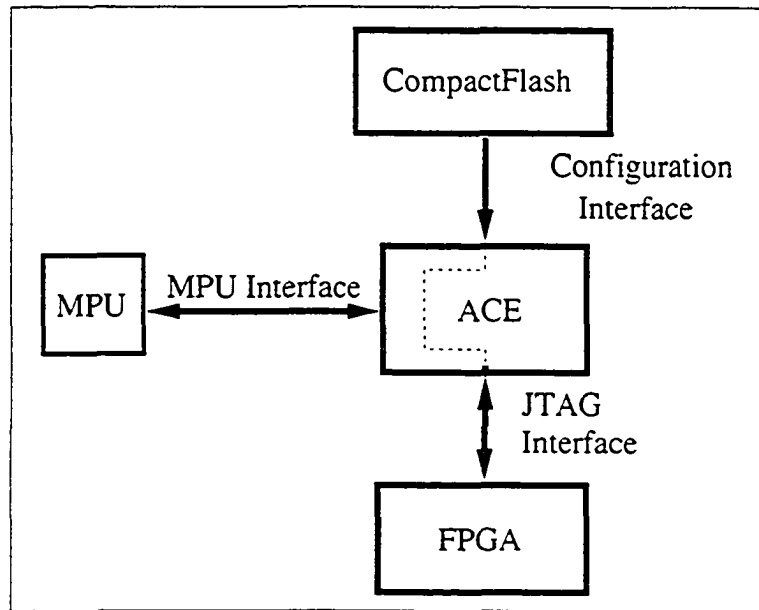 CompactFlash
Configuration
Interface
MPU
MPU Interface
ACE
JTAG
Interface
FPGA